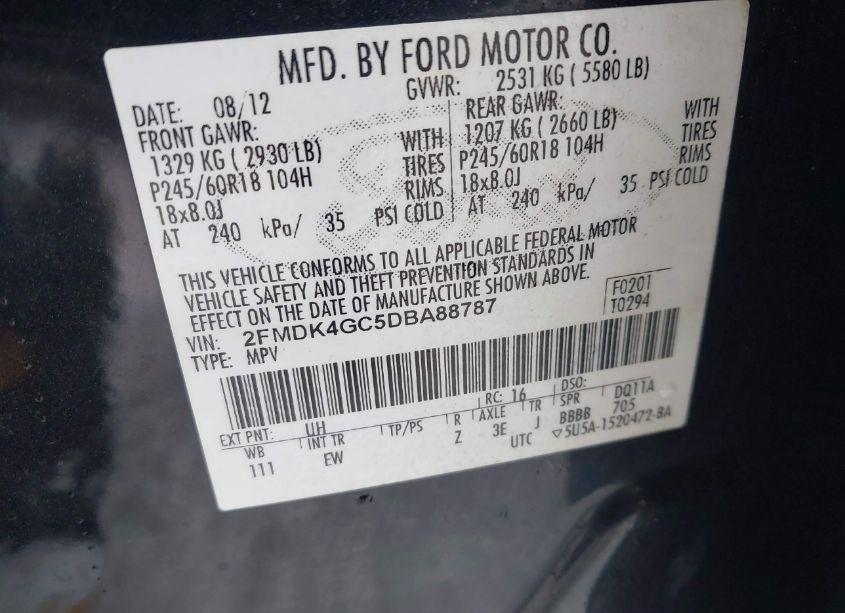 MFD. BY FORD MOTOR CO.
DATE: 08/12 GVWR: 2531 KG ( 5580 LB)
FRONT GAWR: REAR GAWR:
1329 KG ( 2930 LB) WITH 1207 KG ( 2660 LB) WITH
P245/60R18 104H TIRES P245/60R18 104H TIRES
18x8.0J RIMS 18x8.0J RIMS
AT 240 kPa/ 35 PSI COLD AT 240 kPa/ 35 PSI COLD
THIS VEHICLE CONFORMS TO ALL APPLICABLE FEDERAL MOTOR
VEHICLE SAFETY AND THEFT PREVENTION STANDARDS IN
EFFECT ON THE DATE OF MANUFACTURE SHOWN ABOVE.
F0201
T0294
VIN: 2FMDK4GC5DBA88787
TYPE: MPV
EXT PNT: UH RC: 16 DSO:
WB INT TR TP/PS R AXLE TR SPR DQ11A
111 EW Z 3E J BBBB 705
UTC ▽5U5A-1520472-BA